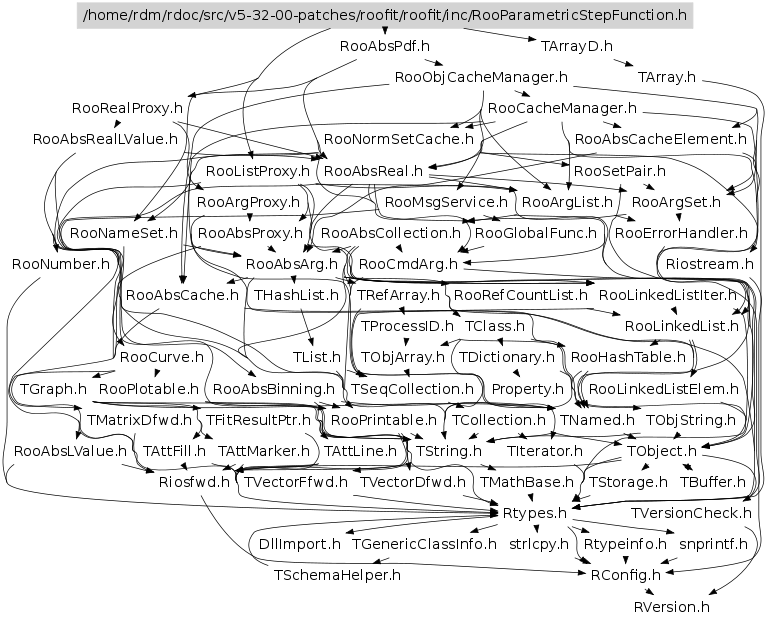 /home/rdm/rdoc/src/v5-32-00-patches/roofit/roofit/inc/RooParametricStepFunction.h
RooAbsPdf.h TArrayD.h
RooObjCacheManager.h TArray.h
RooRealProxy.h RooCacheManager.h
RooAbsRealLValue.h RooNormSetCache.h RooAbsCacheElement.h
RooListProxy.h RooAbsReal.h RooSetPair.h
RooArgProxy.h RooMsgService.h RooArgList.h RooArgSet.h
RooNameSet.h RooAbsProxy.h RooAbsCollection.h RooGlobalFunc.h RooErrorHandler.h
RooNumber.h RooAbsArg.h RooCmdArg.h Riostream.h
RooAbsCache.h THashList.h TRefArray.h RooRefCountList.h RooLinkedListIter.h
TProcessID.h TClass.h RooLinkedList.h
RooCurve.h TList.h TObjArray.h TDictionary.h RooHashTable.h
TGraph.h RooPlotable.h RooAbsBinning.h TSeqCollection.h Property.h RooLinkedListElem.h
TMatrixDfwd.h TFitResultPtr.h RooPrintable.h TCollection.h TNamed.h TObjString.h
RooAbsLValue.h TAttFill.h TAttMarker.h TAttLine.h TString.h TIterator.h TObject.h
Riosfwd.h TVectorFfwd.h TVectorDfwd.h TMathBase.h TStorage.h TBuffer.h
Rtypes.h TVersionCheck.h
DllImport.h TGenericClassInfo.h strlcpy.h Rtypeinfo.h snprintf.h
TSchemaHelper.h RConfig.h
RVersion.h